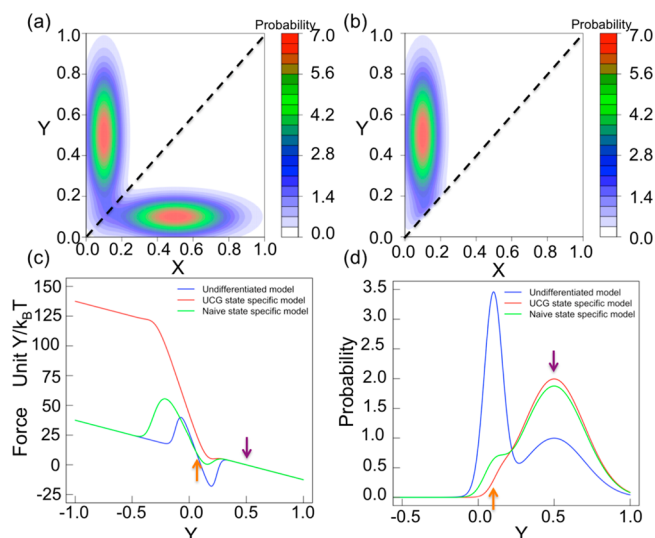 (a)
Probability
1.0
0.8
0.6
Y
0.4
0.2
0.0
0.0 0.2 0.4 0.6 0.8 1.0
X
7.0
5.6
4.2
2.8
1.4
0.0
(b)
Probability
1.0
0.8
0.6
Y
0.4
0.2
0.0
0.0 0.2 0.4 0.6 0.8 1.0
X
7.0
5.6
4.2
2.8
1.4
0.0
(c)
Force Unit Y/kBT
150
125
100
75
50
25
0
-25
Undifferentiated model
UCG state specific model
Naive state specific model
-1.0 -0.5 0.0 0.5 1.0
Y
(d)
Probability
3.5
3.0
2.5
2.0
1.5
1.0
0.5
0.0
Undifferentiated model
UCG state specific model
Naive state specific model
-0.5 0.0 0.5 1.0
Y